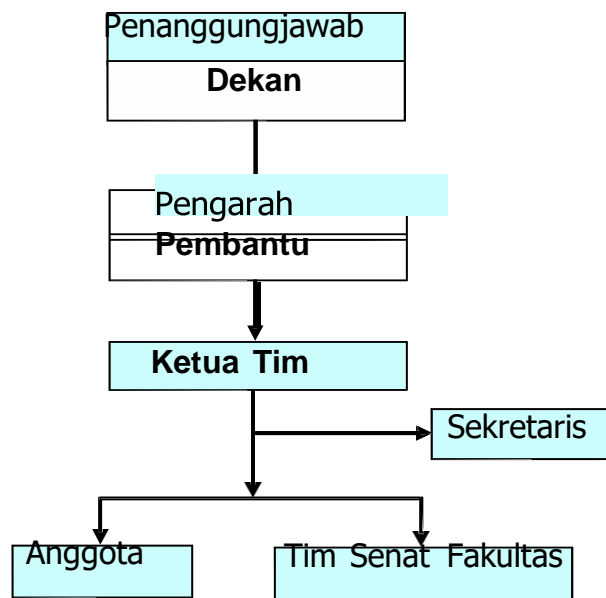 Penanggungjawab
Dekan
Pengarah
Pembantu
Ketua Tim
Sekretaris
Anggota
Tim Senat Fakultas